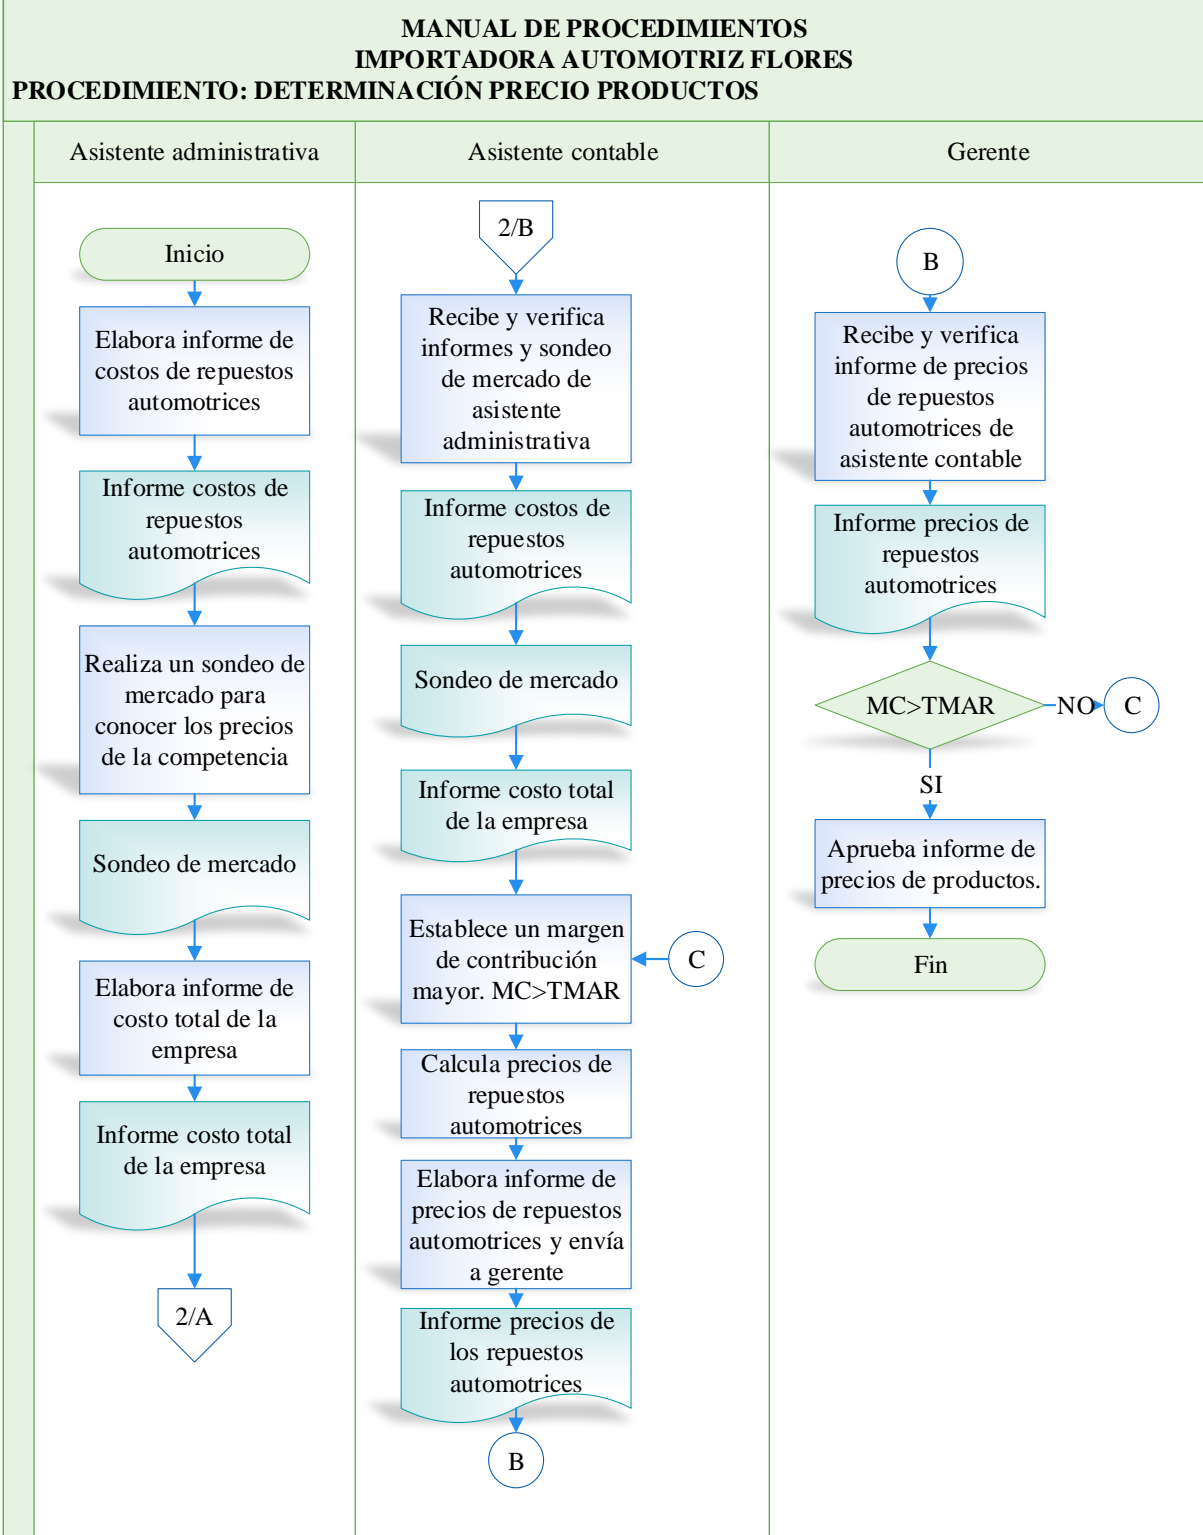 MANUAL DE PROCEDIMIENTOS
IMPORTADORA AUTOMOTRIZ FLORES
PROCEDIMIENTO: DETERMINACIÓN PRECIO PRODUCTOS
Asistente administrativa
Asistente contable
Gerente
Inicio
Elabora informe de
costos de repuestos
automotrices
Informe costos de
repuestos
automotrices
Realiza un sondeo de
mercado para
conocer los precios
de la competencia
Sondeo de mercado
Elabora informe de
costo total de la
empresa
Informe costo total
de la empresa
2/A
2/B
Recibe y verifica
informes y sondeo
de mercado de
asistente
administrativa
Informe costos de
repuestos
automotrices
Sondeo de mercado
Informe costo total
de la empresa
Establece un margen
de contribución
mayor. MC>TMAR
C
Calcula precios de
repuestos
automotrices
Elabora informe de
precios de repuestos
automotrices y envía
a gerente
Informe precios de
los repuestos
automotrices
B
B
Recibe y verifica
informe de precios
de repuestos
automotrices de
asistente contable
Informe precios de
repuestos
automotrices
MC>TMAR
NO
C
SI
Aprueba informe de
precios de productos.
Fin